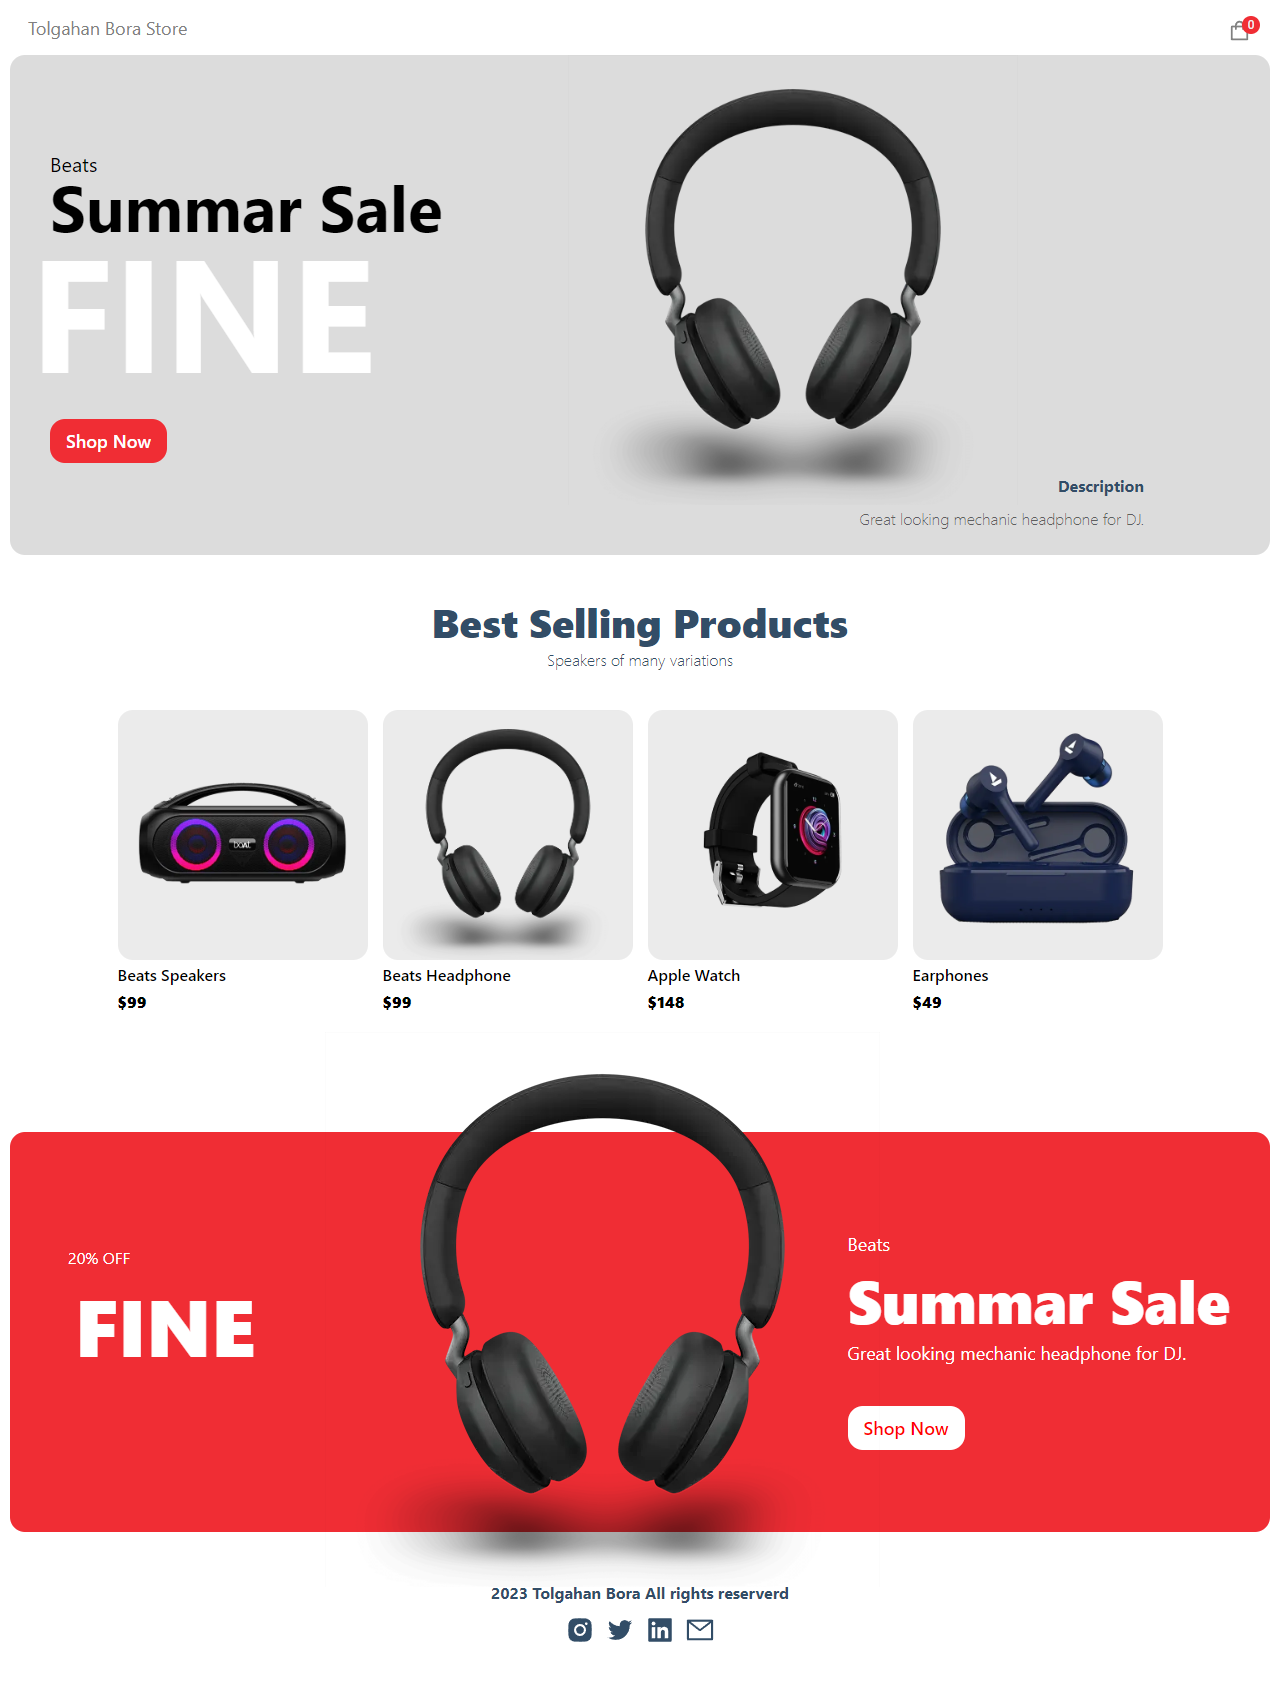 Tolgahan Bora Store
0
Beats
Summar Sale
FINE
Shop Now
Description
Great looking mechanic headphone for DJ.
Best Selling Products
Speakers of many variations
Beats Speakers
$99
Beats Headphone
$99
Apple Watch
$148
Earphones
$49
20% OFF
FINE
Beats
Summar Sale
Great looking mechanic headphone for DJ.
Shop Now
2023 Tolgahan Bora All rights reserverd